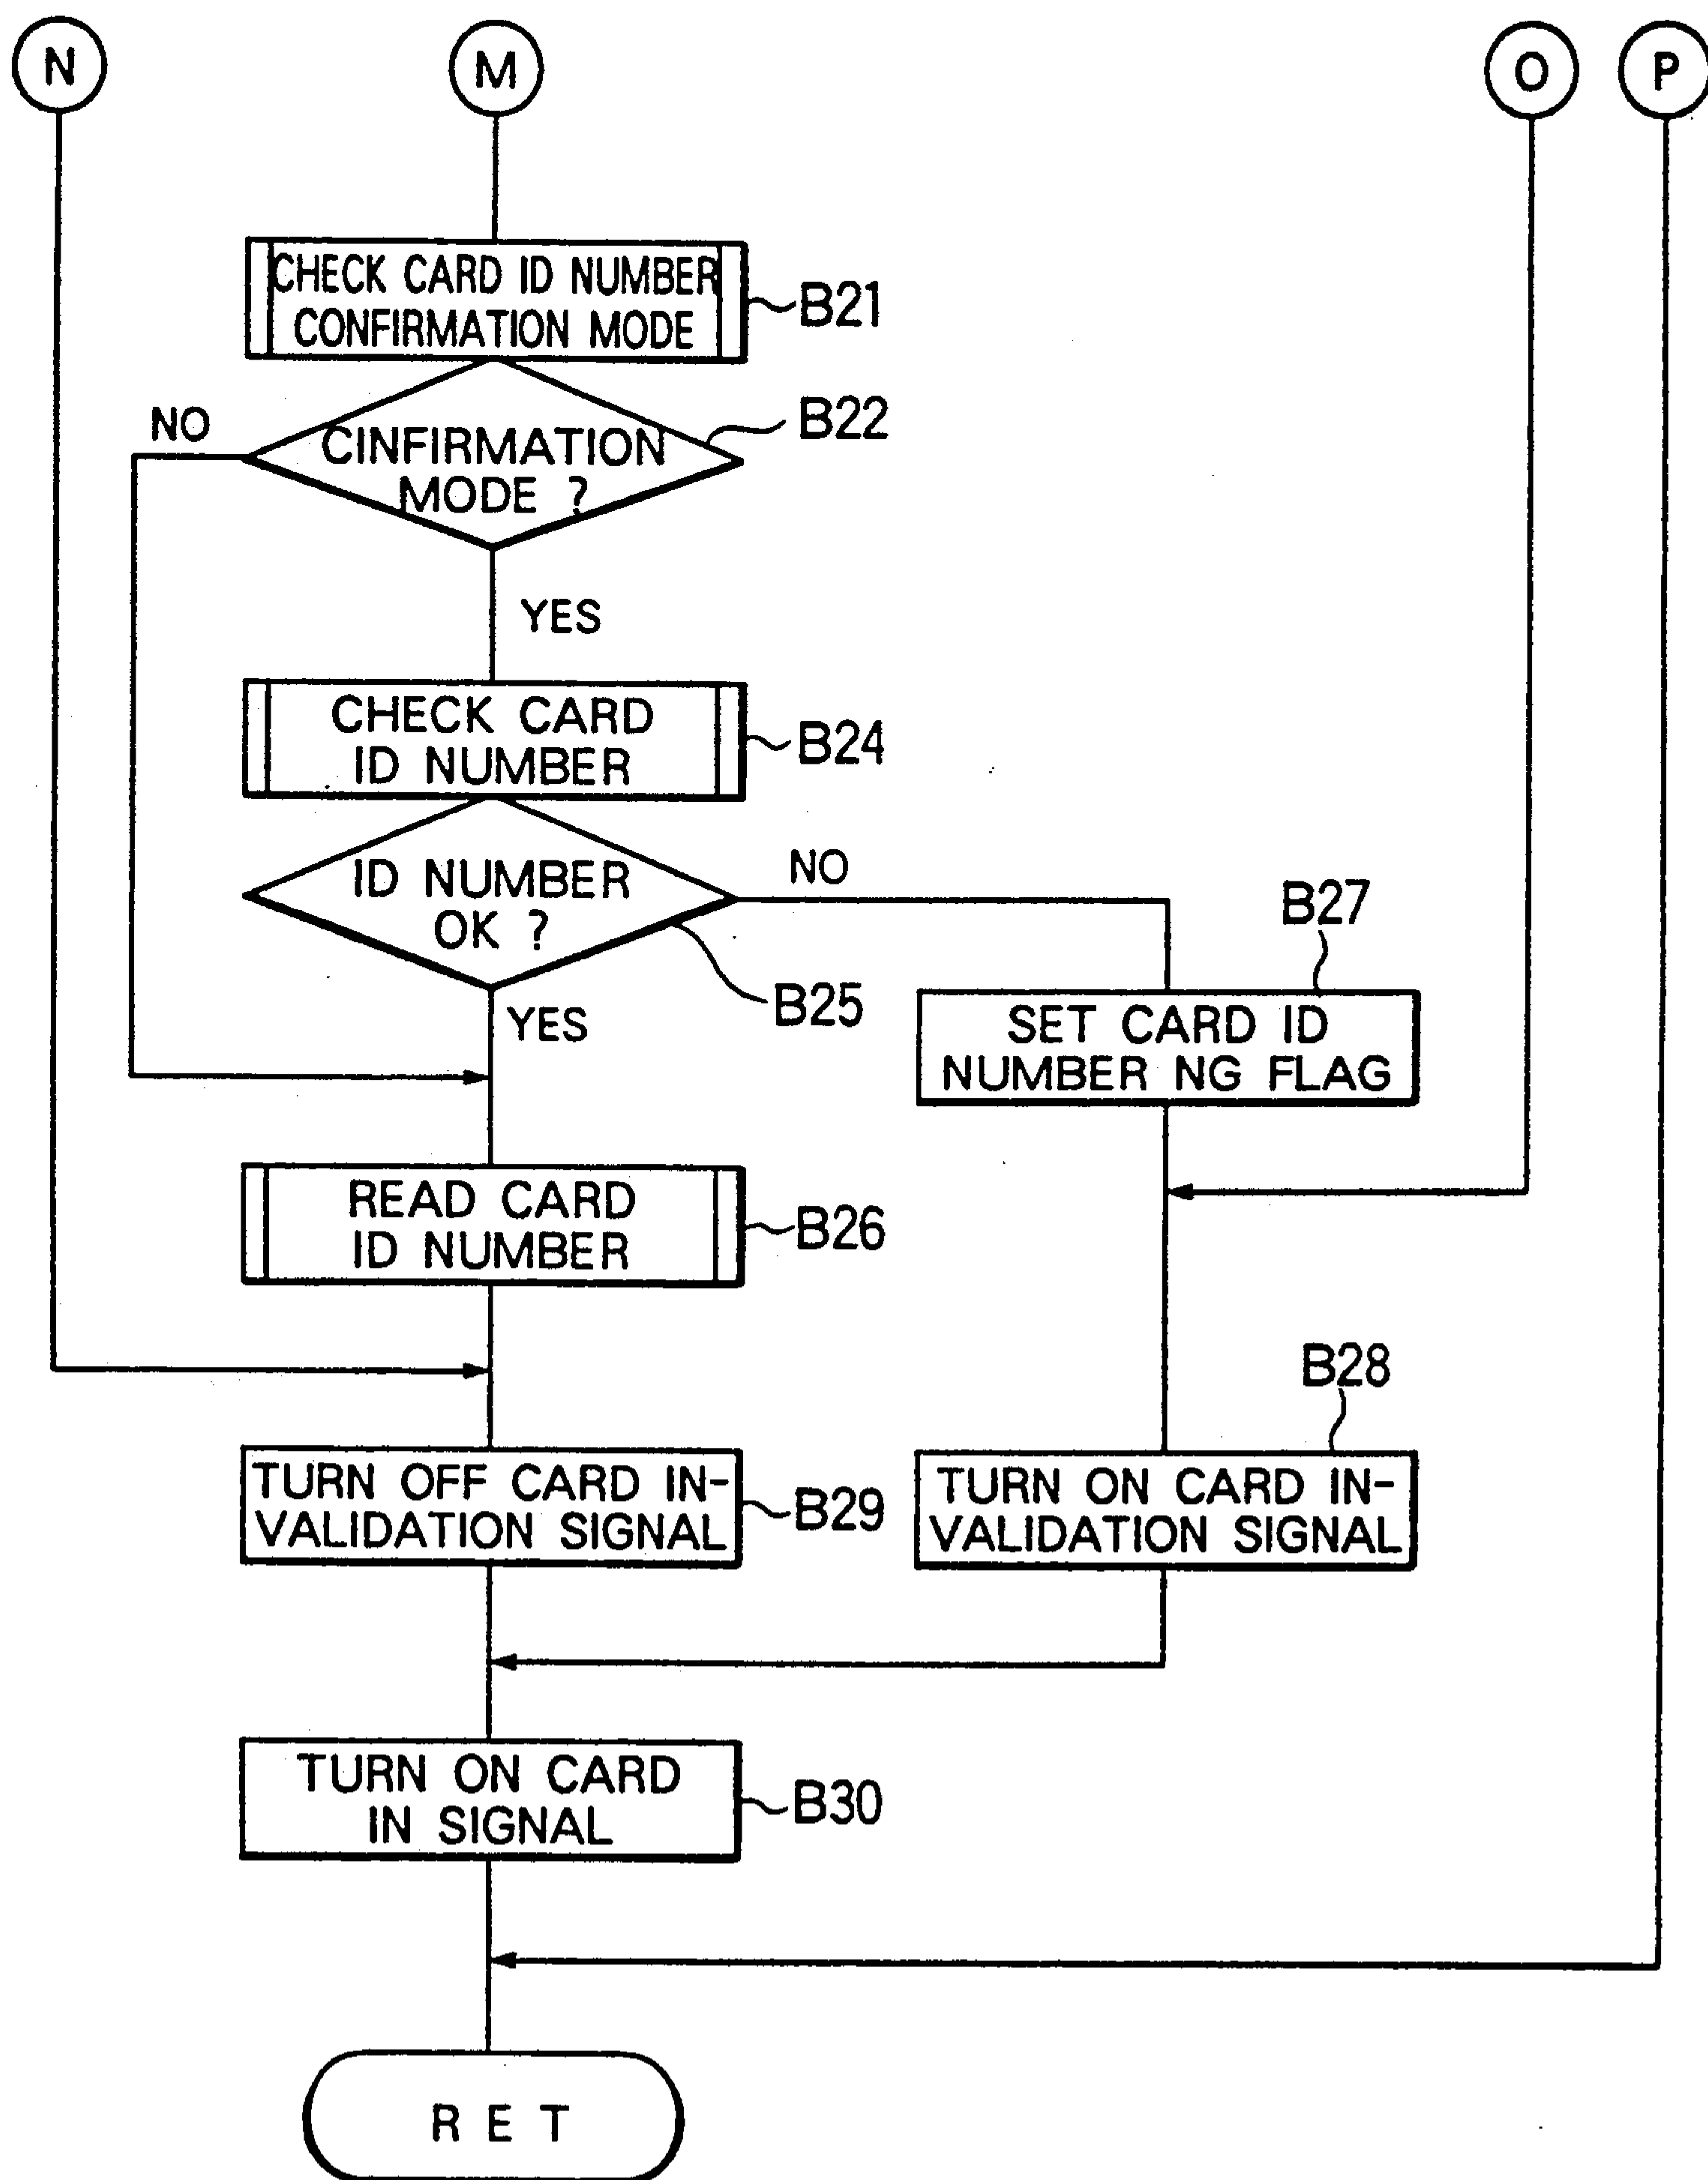 N
M
O
P
CHECK CARD ID NUMBER
CONFIRMATION MODE
B21
NO
CINFIRMATION
MODE ?
B22
YES
CHECK CARD
ID NUMBER
B24
ID NUMBER
OK ?
NO
B25
YES
B27
SET CARD ID
NUMBER NG FLAG
READ CARD
ID NUMBER
B26
B28
TURN OFF CARD IN-
VALIDATION SIGNAL
B29
TURN ON CARD IN-
VALIDATION SIGNAL
TURN ON CARD
IN SIGNAL
B30
RET